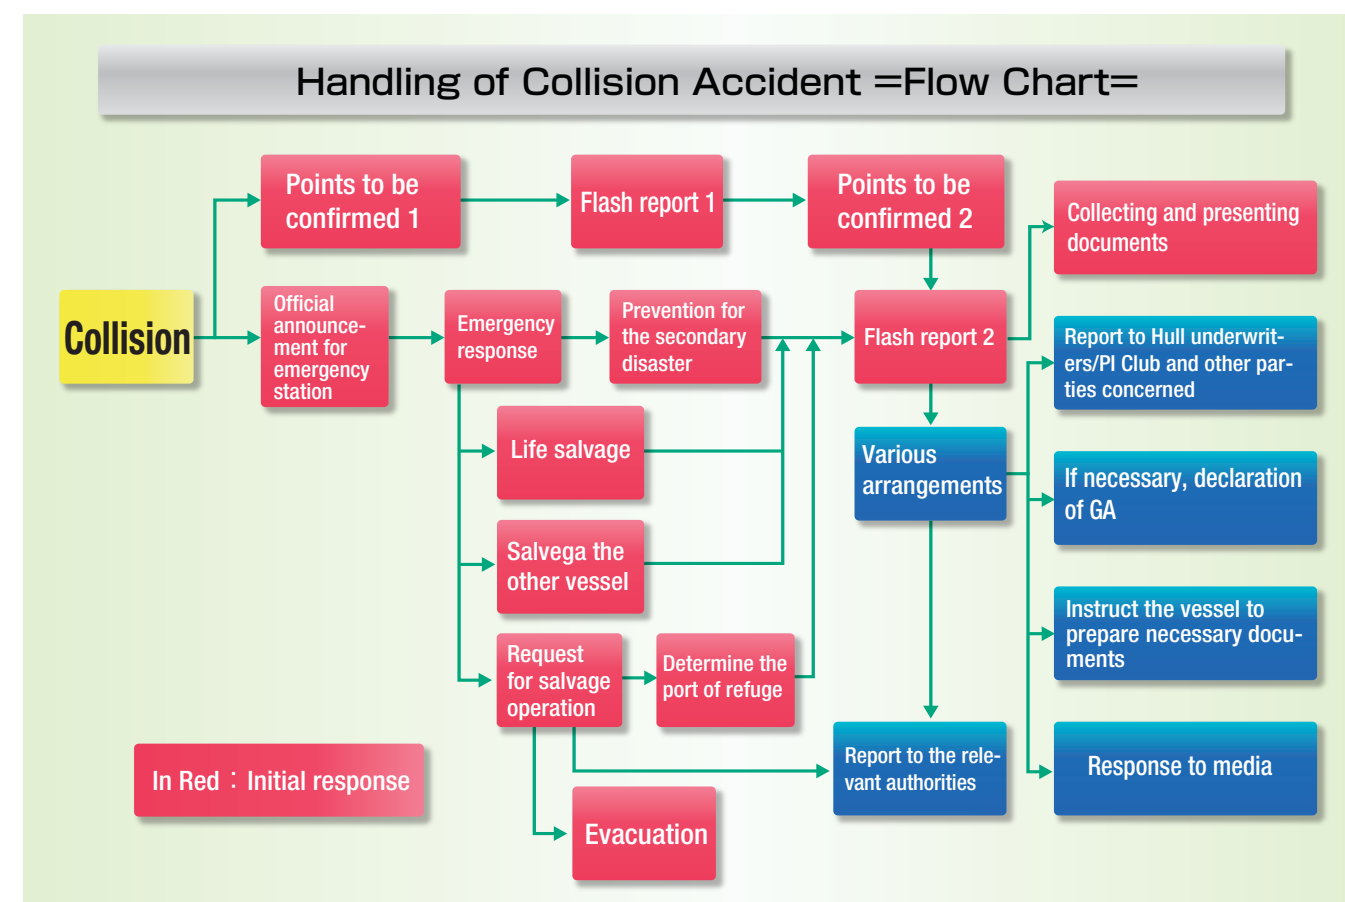 Handling of Collision Accident =Flow Chart=
Points to be
confirmed 1
Flash report 1
Points to be
confirmed 2
Collecting and presenting
documents
Collision
Official
announce-
ment for
emergency
station
Emergency
response
Prevention for
the secondary
disaster
Flash report 2
Report to Hull underwrit-
ers/PI Club and other par-
ties concerned
Life salvage
Various
arrangements
If necessary, declaration
of GA
Salvega the
other vessel
Request
for salvage
operation
Determine the
port of refuge
Instruct the vessel to
prepare necessary docu-
ments
In Red：Initial response
Report to the rele-
vant authorities
Response to media
Evacuation